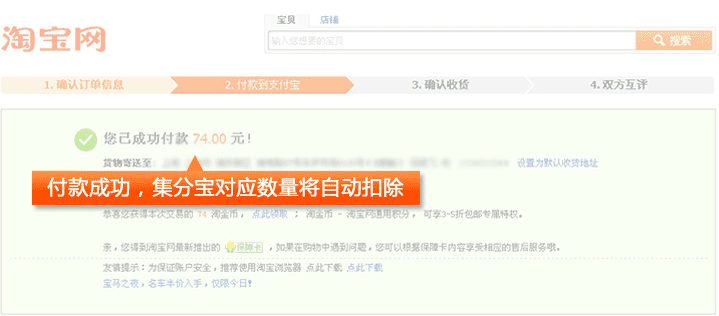 宝贝 店铺
淘宝网
输入您想要的宝贝 搜索
1. 确认订单信息 2. 付款到支付宝 3. 确认收货 4. 双方互评
您已成功付款 74.00 元！
货物寄送至： 设置为默认收货地址
付款成功，集分宝对应数量将自动扣除
恭喜您获得本次交易的 74 淘金币，点此领取 ；淘金币 - 淘宝网通用积分，可享3-5折包邮专属特权。
亲，您得到淘宝网最新推出的 保障卡 ，如果在购物中遇到问题，您可以根据保障卡内容享受相应的售后服务哦。
友情提示：为保证账户安全，推荐使用淘宝浏览器 点此下载 点此下载
宝马之夜，名车半价入手，仅限今日！